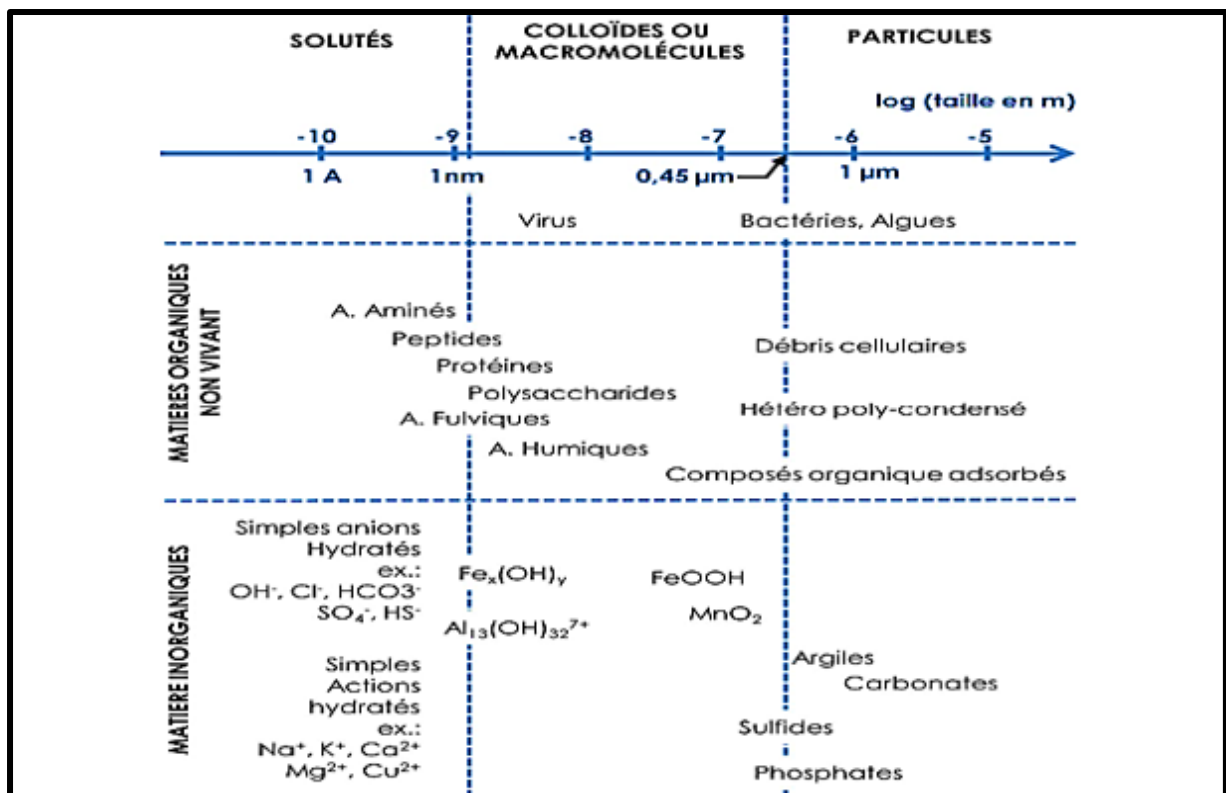 SOLUTÉS
COLLOÏDES OU
MACROMOLÉCULES
PARTICULES
log (taille en m)
-10 -9 -8 -7 -6 -5
1 A 1nm 0,45 µm 1 µm
Virus Bactéries, Algues
MATIERES ORGANIQUES
NON VIVANT
A. Aminés
Peptides
Protéines
Polysaccharides
A. Fulviques
A. Humiques
Débris cellulaires
Hétéro poly-condensé
Composés organique adsorbés
MATIERE INORGANIQUES
Simples anions
Hydratés
ex.:
OH⁻, Cl⁻, HCO3⁻
SO₄⁻, HS⁻
Simples
Actions
hydratés
ex.:
Na⁺, K⁺, Ca²⁺
Mg²⁺, Cu²⁺
Feₓ(OH)ᵧ
Al₁₃(OH)₃₂⁷⁺
FeOOH
MnO₂
Argiles
Carbonates
Sulfides
Phosphates